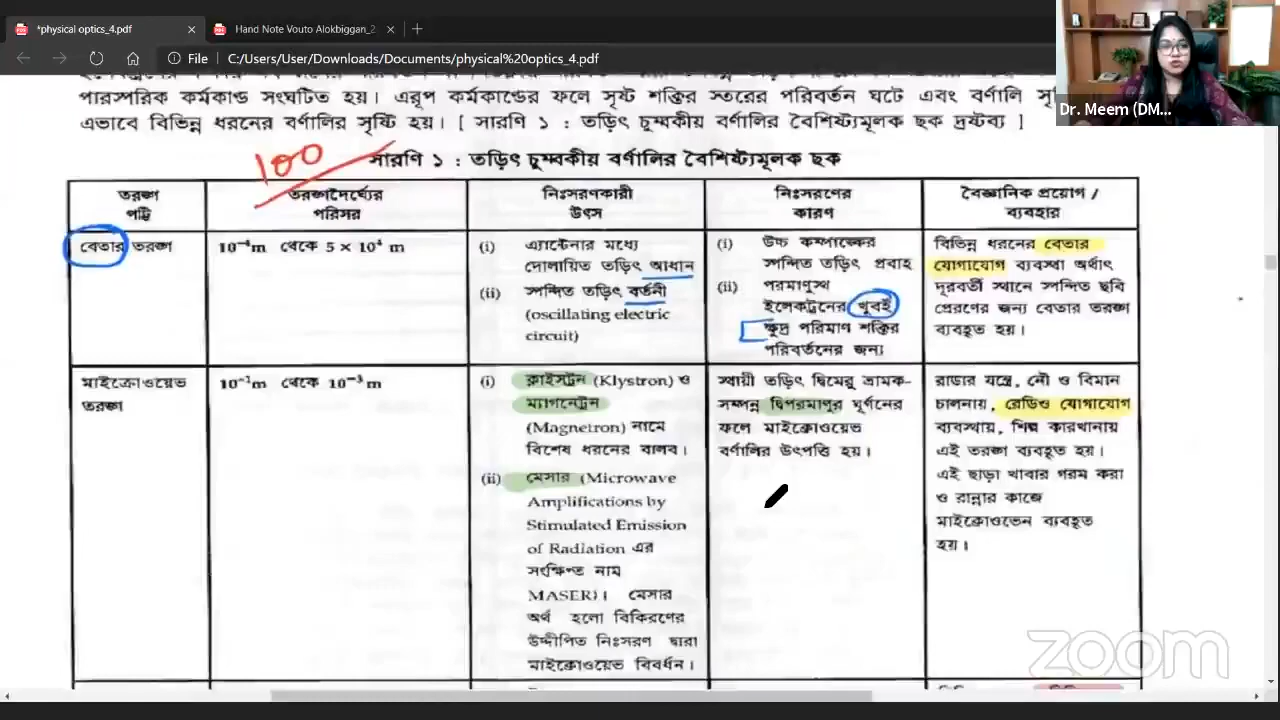 *physical optics_4.pdf
Hand Note Vouto Alokbiggan_2
File C:/Users/User/Downloads/Documents/physical%20optics_4.pdf
Dr. Meem (DM...
পারস্পরিক কর্মকাণ্ড সংঘটিত হয়। এরূপ কর্মকাণ্ডের ফলে সৃষ্ট শক্তির স্তরের পরিবর্তন ঘটে এবং বর্ণালি সৃ
এভাবে বিভিন্ন ধরনের বর্ণালির সৃষ্টি হয়। [ সারণি ১ : তড়িৎ চুম্বকীয় বর্ণালির বৈশিষ্ট্যমূলক ছক দ্রষ্টব্য ]
100
সারণি ১ : তড়িৎ চুম্বকীয় বর্ণালির বৈশিষ্ট্যমূলক ছক
তরঙ্গ
পট্টি
তরঙ্গদৈর্ঘ্যের
পরিসর
নিঃসরণকারী
উৎস
নিঃসরণের
কারণ
বৈজ্ঞানিক প্রয়োগ /
ব্যবহার
বেতার তরঙ্গ
10⁻⁴m থেকে 5 × 10⁴ m
(i) এ্যান্টেনার মধ্যে
দোলায়িত তড়িৎ আধান
(ii) স্পন্দিত তড়িৎ বর্তনী
(oscillating electric
circuit)
(i) উচ্চ কম্পাঙ্কের
স্পন্দিত তড়িৎ প্রবাহ
(ii) পরমাণুস্থ
ইলেকট্রনের খুবই
ক্ষুদ্র পরিমাণ শক্তির
পরিবর্তনের জন্য
বিভিন্ন ধরনের বেতার
যোগাযোগ ব্যবস্থা অর্থাৎ
দূরবর্তী স্থানে স্পন্দিত ছবি
প্রেরণের জন্য বেতার তরঙ্গ
ব্যবহৃত হয়।
মাইক্রোওয়েভ
তরঙ্গ
10⁻¹m থেকে 10⁻³m
(i) ক্লাইস্ট্রন (Klystron) ও
ম্যাগনেট্রন
(Magnetron) নামে
বিশেষ ধরনের বালব।
(ii) মেসার (Microwave
Amplifications by
Stimulated Emission
of Radiation এর
সংক্ষিপ্ত নাম
MASER)। মেসার
অর্থ হলো বিকিরণের
উদ্দীপিত নিঃসরণ দ্বারা
মাইক্রোওয়েভ বিবর্ধন।
স্থায়ী তড়িৎ দ্বিমেরু ভ্রামক-
সম্পন্ন দ্বিপরমাণুর ঘূর্ণনের
ফলে মাইক্রোওয়েভ
বর্ণালির উৎপত্তি হয়।
রাডার যন্ত্রে, নৌ ও বিমান
চালনায়, রেডিও যোগাযোগ
ব্যবস্থায়, শিল্প কারখানায়
এই তরঙ্গ ব্যবহৃত হয়।
এই ছাড়া খাবার গরম করা
ও রান্নার কাজে
মাইক্রোওভেন ব্যবহৃত
হয়।
zoom